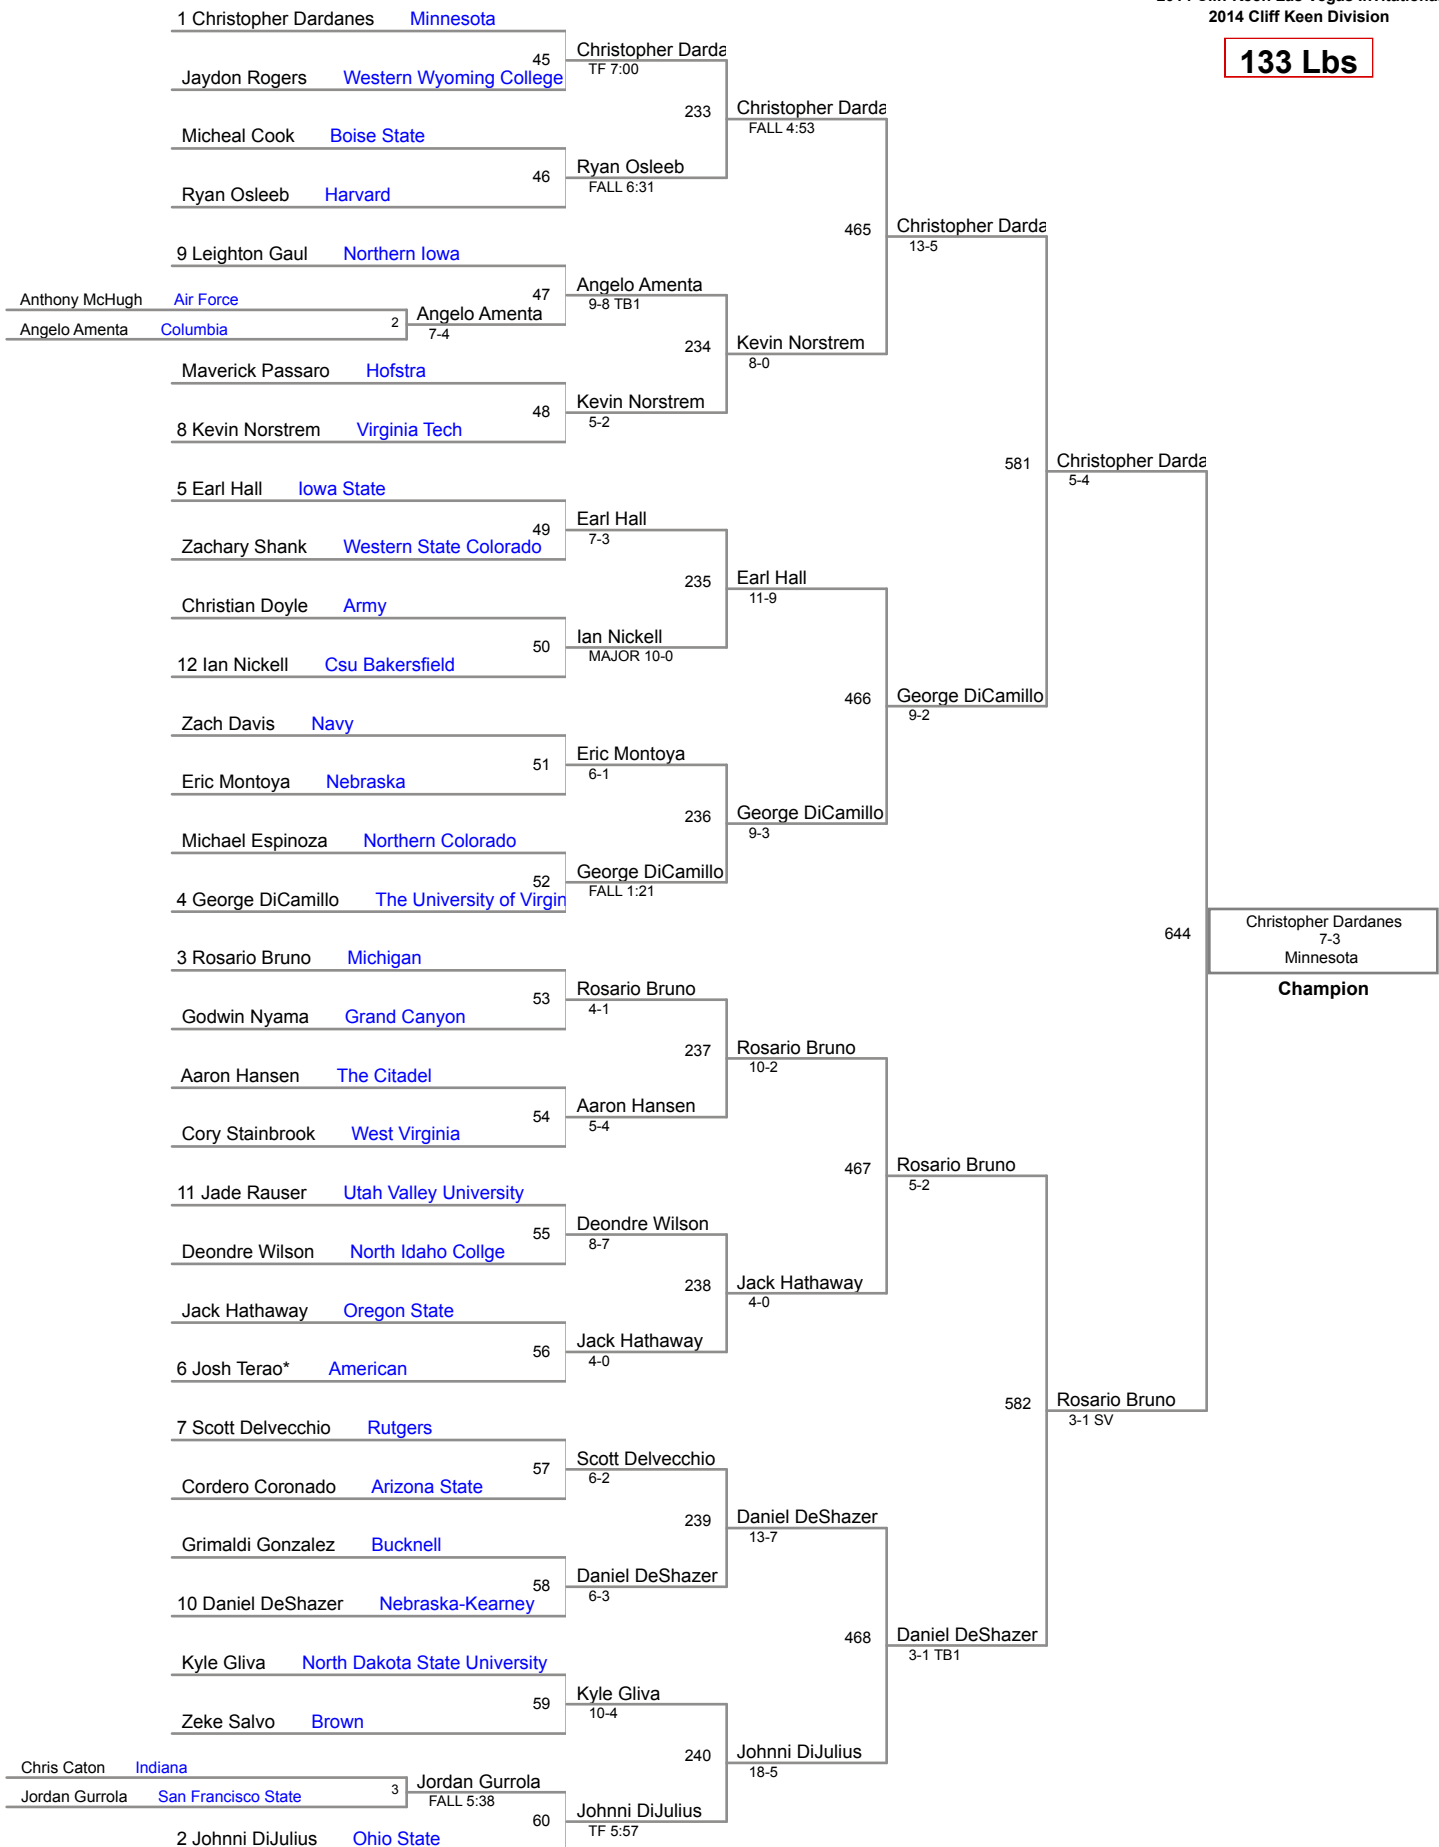 2014 Cliff Keen Division
133 Lbs
1 Christopher Dardanes Minnesota
45 Christopher Darda
TF 7:00
Jaydon Rogers Western Wyoming College
233 Christopher Darda
FALL 4:53
Micheal Cook Boise State
46 Ryan Osleeb
FALL 6:31
Ryan Osleeb Harvard
465 Christopher Darda
13-5
9 Leighton Gaul Northern Iowa
47 Angelo Amenta
9-8 TB1
Anthony McHugh Air Force
2 Angelo Amenta
7-4
Angelo Amenta Columbia
234 Kevin Norstrem
8-0
Maverick Passaro Hofstra
48 Kevin Norstrem
5-2
8 Kevin Norstrem Virginia Tech
581 Christopher Darda
5-4
5 Earl Hall Iowa State
49 Earl Hall
7-3
Zachary Shank Western State Colorado
235 Earl Hall
11-9
Christian Doyle Army
50 Ian Nickell
MAJOR 10-0
12 Ian Nickell Csu Bakersfield
466 George DiCamillo
9-2
Zach Davis Navy
51 Eric Montoya
6-1
Eric Montoya Nebraska
236 George DiCamillo
9-3
Michael Espinoza Northern Colorado
52 George DiCamillo
FALL 1:21
4 George DiCamillo The University of Virgin
644 Christopher Dardanes
7-3
Minnesota
Champion
3 Rosario Bruno Michigan
53 Rosario Bruno
4-1
Godwin Nyama Grand Canyon
237 Rosario Bruno
10-2
Aaron Hansen The Citadel
54 Aaron Hansen
5-4
Cory Stainbrook West Virginia
467 Rosario Bruno
5-2
11 Jade Rauser Utah Valley University
55 Deondre Wilson
8-7
Deondre Wilson North Idaho Collge
238 Jack Hathaway
4-0
Jack Hathaway Oregon State
56 Jack Hathaway
4-0
6 Josh Terao* American
582 Rosario Bruno
3-1 SV
7 Scott Delvecchio Rutgers
57 Scott Delvecchio
6-2
Cordero Coronado Arizona State
239 Daniel DeShazer
13-7
Grimaldi Gonzalez Bucknell
58 Daniel DeShazer
6-3
10 Daniel DeShazer Nebraska-Kearney
468 Daniel DeShazer
3-1 TB1
Kyle Gliva North Dakota State University
59 Kyle Gliva
10-4
Zeke Salvo Brown
240 Johnni DiJulius
18-5
Chris Caton Indiana
3 Jordan Gurrola
FALL 5:38
Jordan Gurrola San Francisco State
60 Johnni DiJulius
TF 5:57
2 Johnni DiJulius Ohio State